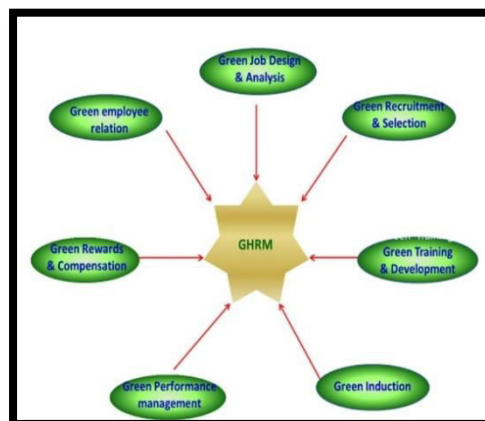 Green Job Design
& Analysis
Green employee
relation
Green Recruitment
& Selection
GHRM
Green Rewards
& Compensation
Green Training
& Development
Green Performance
management
Green Induction